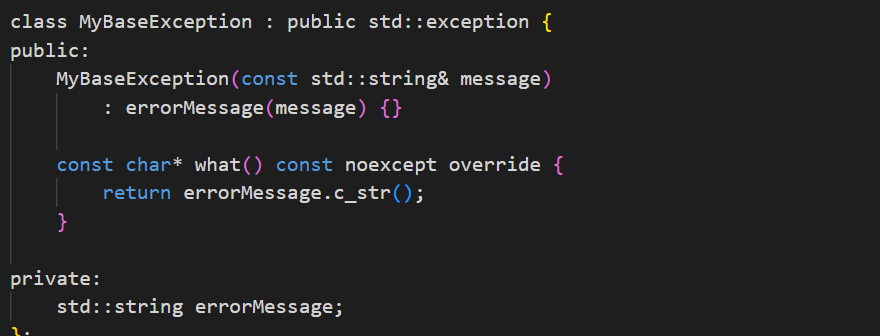 class MyBaseException : public std::exception {
public:
    MyBaseException(const std::string& message)
        : errorMessage(message) {}
    const char* what() const noexcept override {
        return errorMessage.c_str();
    }
private:
    std::string errorMessage;
};